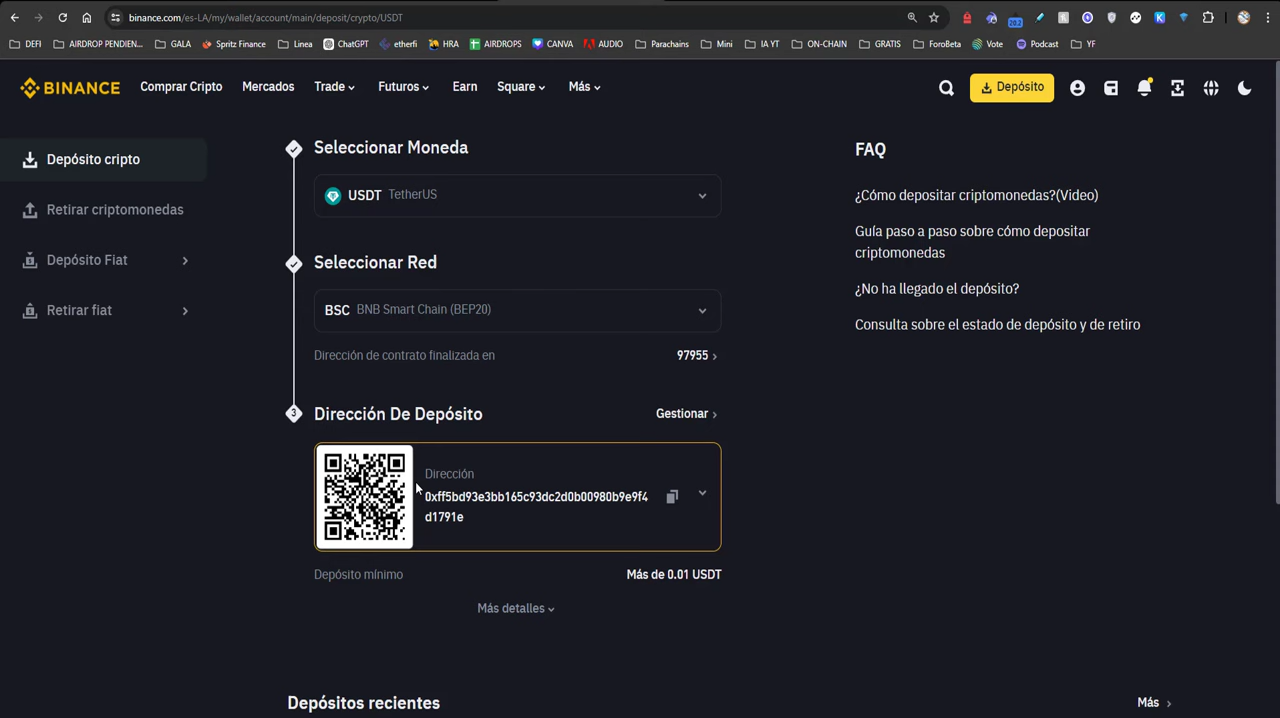 binance.com/es-LA/my/wallet/account/main/deposit/crypto/USDT
20.2
DEFI AIRDROP PENDIEN... GALA Spritz Finance Linea ChatGPT etherfi HRA AIRDROPS CANVA AUDIO Parachains Mini IA YT ON-CHAIN GRATIS ForoBeta Vote Podcast YF
BINANCE Comprar Cripto Mercados Trade Futuros Earn Square Más Depósito
Depósito cripto
Retirar criptomonedas
Depósito Fiat
Retirar fiat
Seleccionar Moneda
USDT TetherUS
Seleccionar Red
BSC BNB Smart Chain (BEP20)
Dirección de contrato finalizada en 97955
3 Dirección De Depósito Gestionar
Dirección
0xff5bd93e3bb165c93dc2d0b00980b9e9f4
d1791e
Depósito mínimo Más de 0.01 USDT
Más detalles
FAQ
¿Cómo depositar criptomonedas?(Video)
Guía paso a paso sobre cómo depositar
criptomonedas
¿No ha llegado el depósito?
Consulta sobre el estado de depósito y de retiro
Depósitos recientes Más